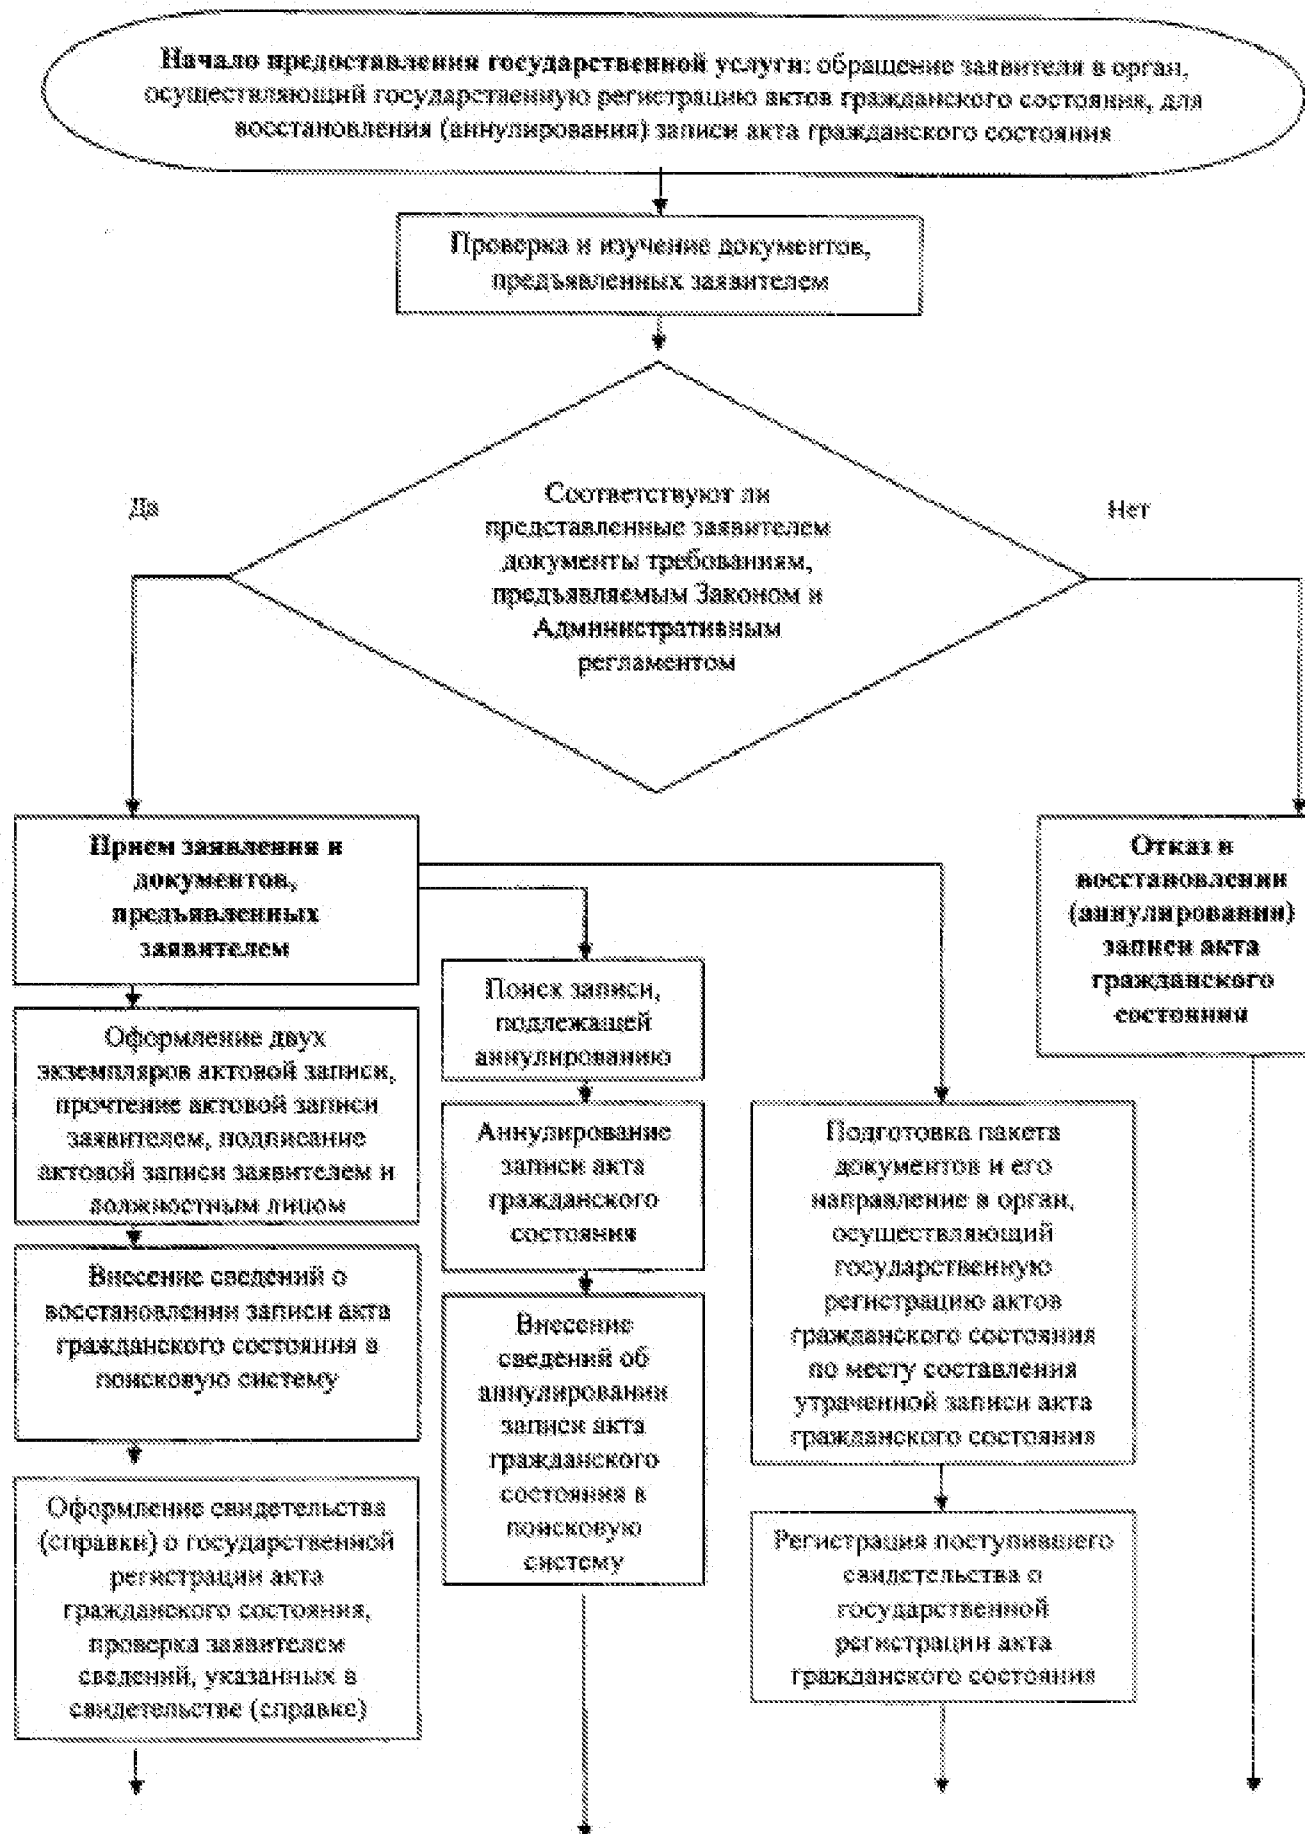 Начало предоставления государственной услуги: обращение заявителя в орган,
осуществляющий государственную регистрацию актов гражданского состояния, для
восстановления (аннулирования) записи акта гражданского состояния
Проверка и изучение документов,
предъявленных заявителем
Да
Нет
Соответствуют ли
представленные заявителем
документы требованиям,
предъявляемым Законом и
Административным
регламентом
Прием заявления и
документов,
предъявленных
заявителем
Отказ в
восстановлении
(аннулировании)
записи акта
гражданского
состояния
Оформление двух
экземпляров актовой записи,
прочтение актовой записи
заявителем, подписание
актовой записи заявителем и
должностным лицом
Внесение сведений о
восстановлении записи акта
гражданского состояния в
поисковую систему
Оформление свидетельства
(справки) о государственной
регистрации акта
гражданского состояния,
проверка заявителем
сведений, указанных в
свидетельстве (справке)
Поиск записи,
подлежащей
аннулированию
Аннулирование
записи акта
гражданского
состояния
Внесение
сведений об
аннулировании
записи акта
гражданского
состояния в
поисковую
систему
Подготовка пакета
документов и его
направление в орган,
осуществляющий
государственную
регистрацию актов
гражданского состояния
по месту составления
утраченной записи акта
гражданского состояния
Регистрация поступившего
свидетельства о
государственной
регистрации акта
гражданского состояния